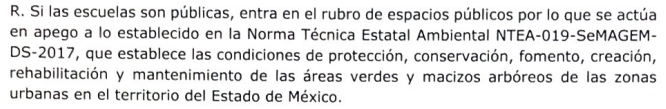 R. Si las escuelas son públicas, entra en el rubro de espacios públicos por lo que se actúa
en apego a lo establecido en la Norma Técnica Estatal Ambiental NTEA-019-SeMAGEM-
DS-2017, que establece las condiciones de protección, conservación, fomento, creación,
rehabilitación y mantenimiento de las áreas verdes y macizos arbóreos de las zonas
urbanas en el territorio del Estado de México.